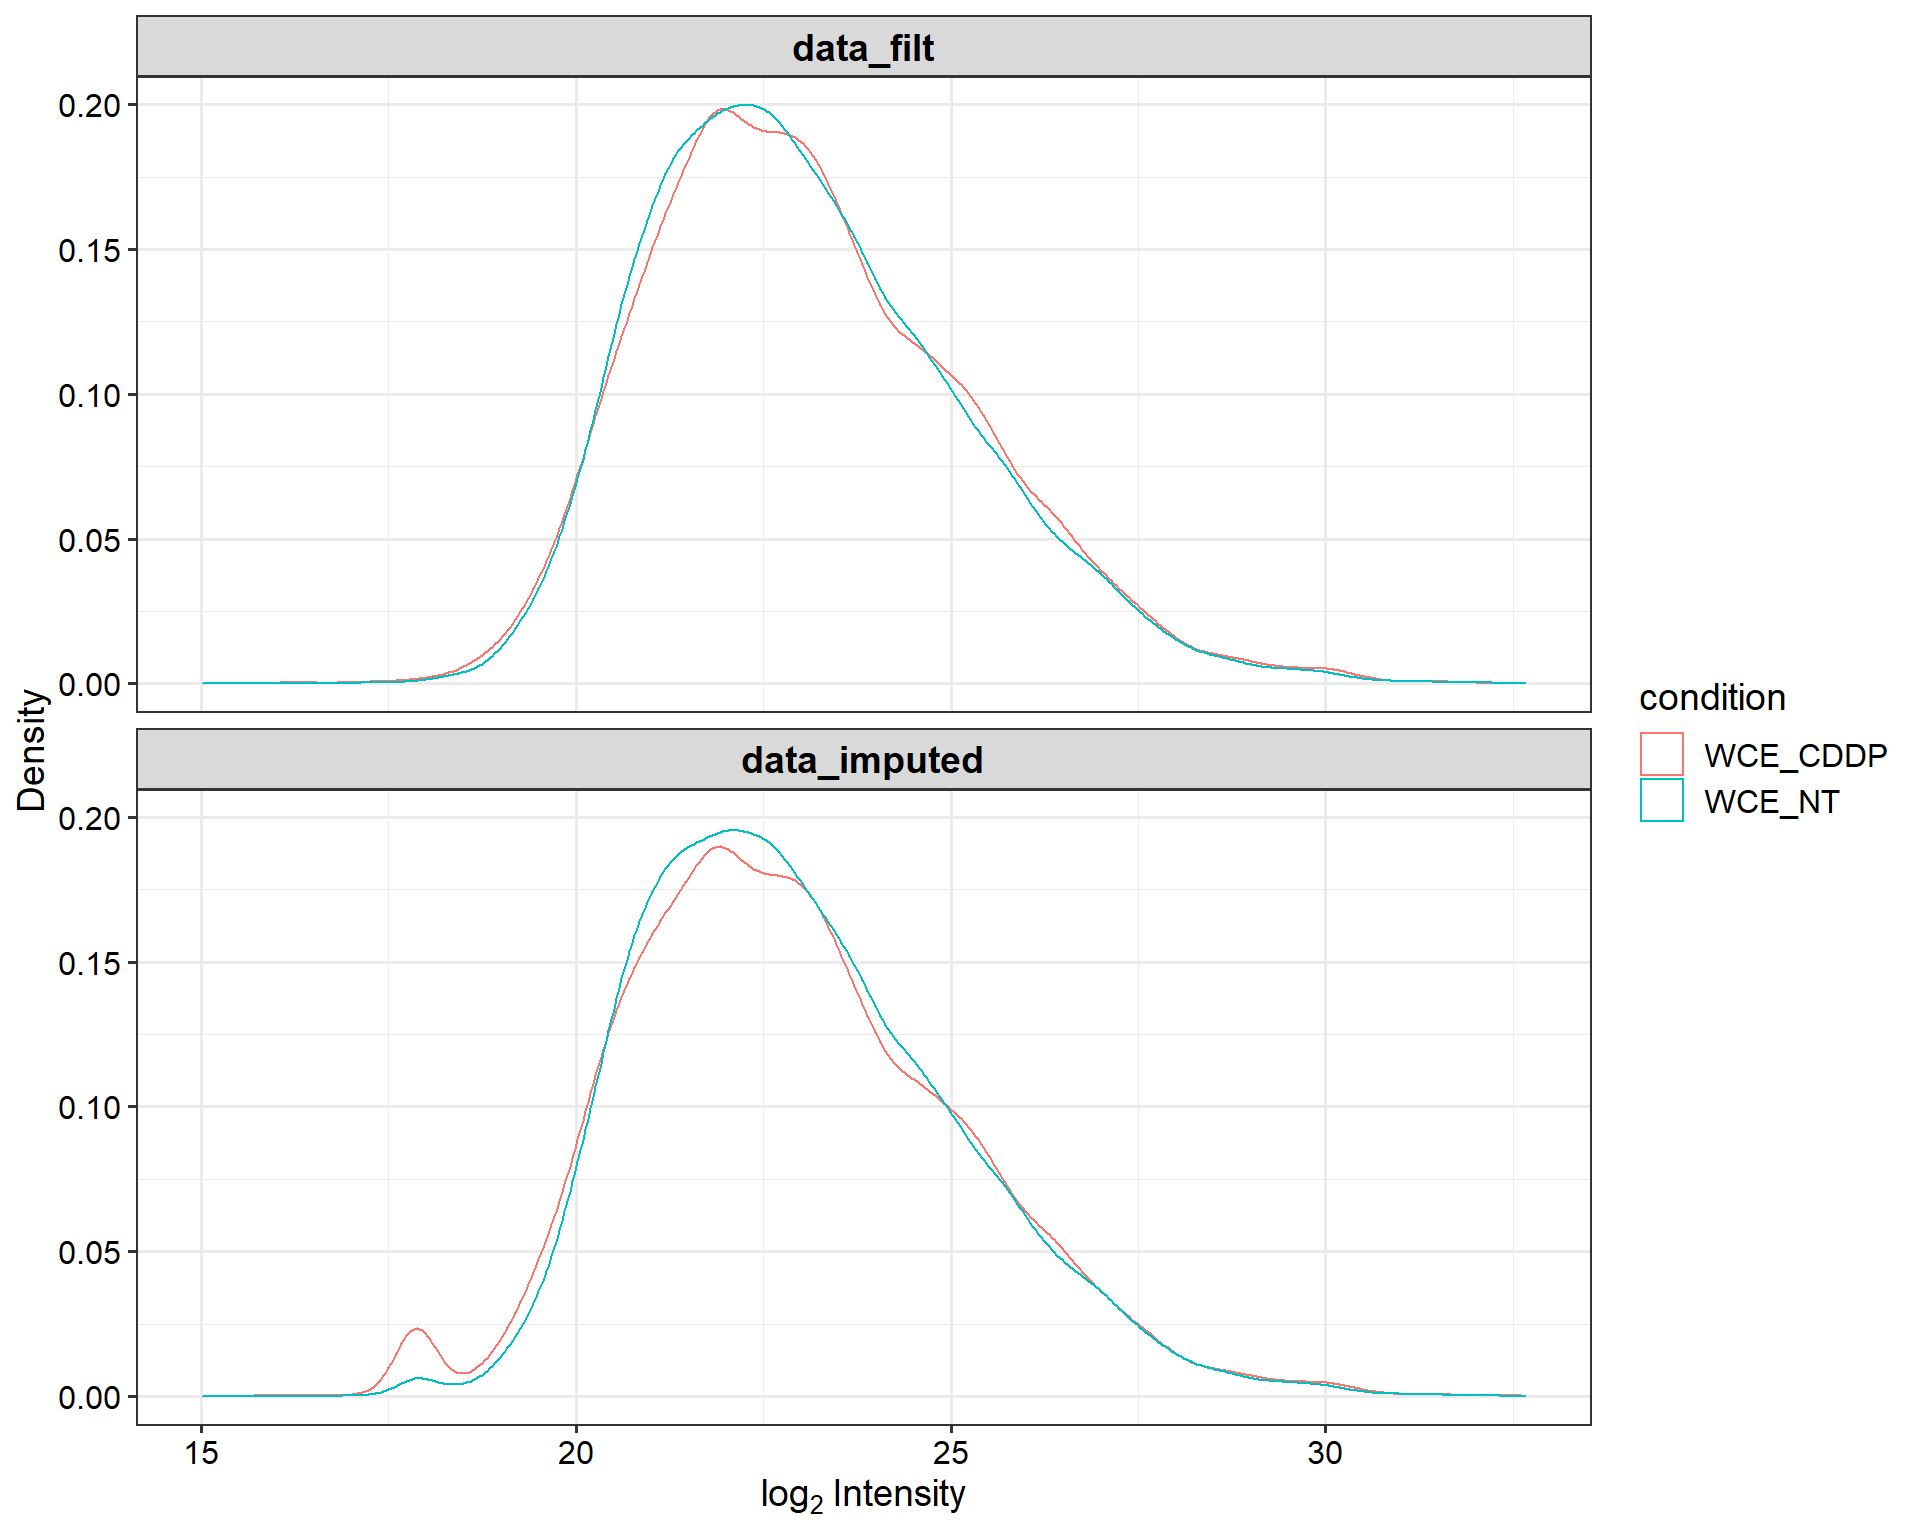 data_filt
0.20
0.15
0.10
0.05
0.00
Density
data_imputed
0.20
0.15
0.10
0.05
0.00
15 20 25 30
log₂ Intensity
condition
WCE_CDDP
WCE_NT